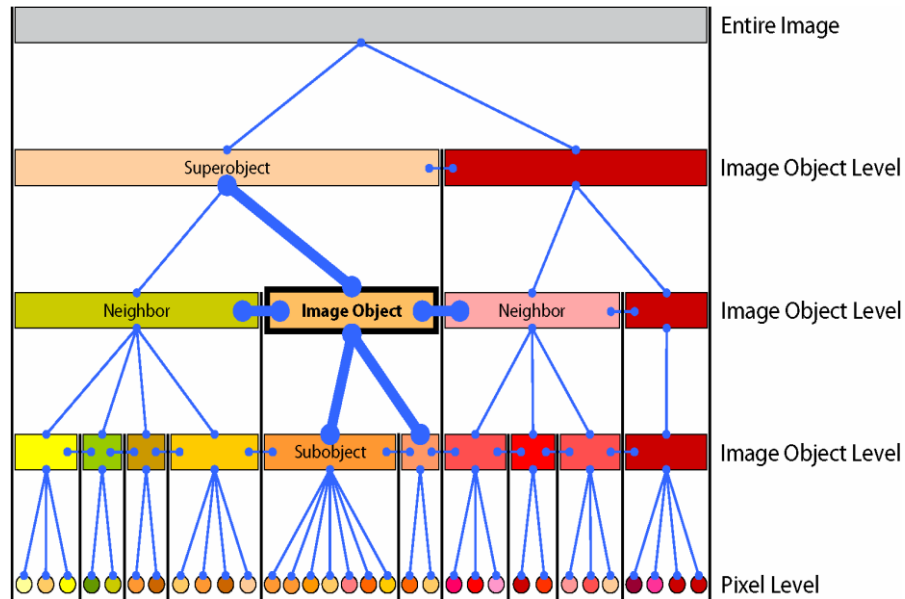 Entire Image
Superobject
Image Object Level
Neighbor
Image Object
Neighbor
Image Object Level
Subobject
Image Object Level
Pixel Level